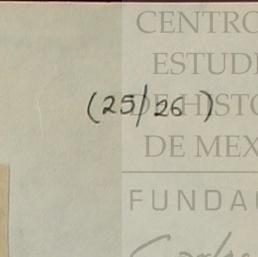 CENTRO
ESTUDI
(25/26)
DE HISTO
DE MEX
FUNDA